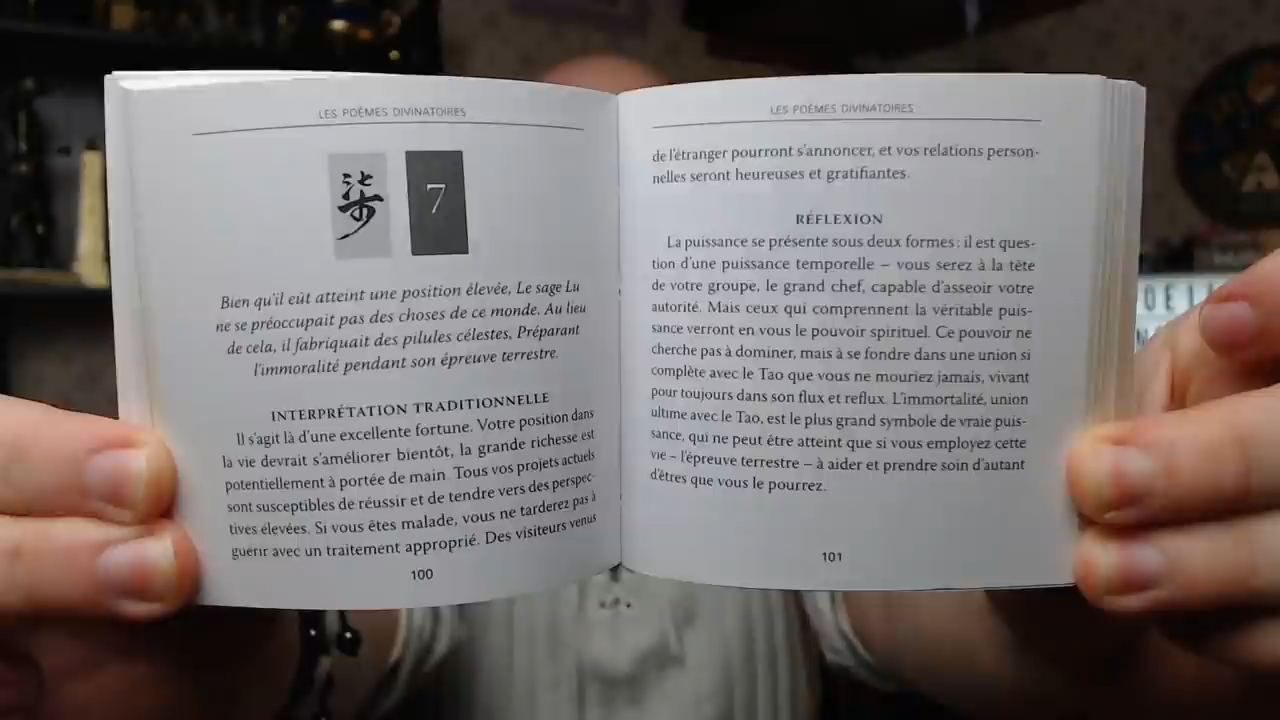 LES POÈMES DIVINATOIRES
柒
7
Bien qu'il eût atteint une position élevée, Le sage Lu
ne se préoccupait pas des choses de ce monde. Au lieu
de cela, il fabriquait des pilules célestes, Préparant
l'immoralité pendant son épreuve terrestre.
INTERPRÉTATION TRADITIONNELLE
Il s'agit là d'une excellente fortune. Votre position dans
la vie devrait s'améliorer bientôt, la grande richesse est
potentiellement à portée de main. Tous vos projets actuels
sont susceptibles de réussir et de tendre vers des perspec-
tives élevées. Si vous êtes malade, vous ne tarderez pas à
guérir avec un traitement approprié. Des visiteurs venus
100
LES POÈMES DIVINATOIRES
de l'étranger pourront s'annoncer, et vos relations person-
nelles seront heureuses et gratifiantes.
RÉFLEXION
La puissance se présente sous deux formes : il est ques-
tion d'une puissance temporelle – vous serez à la tête
de votre groupe, le grand chef, capable d'asseoir votre
autorité. Mais ceux qui comprennent la véritable puis-
sance verront en vous le pouvoir spirituel. Ce pouvoir ne
cherche pas à dominer, mais à se fondre dans une union si
complète avec le Tao que vous ne mouriez jamais, vivant
pour toujours dans son flux et reflux. L'immortalité, union
ultime avec le Tao, est le plus grand symbole de vraie puis-
sance, qui ne peut être atteint que si vous employez cette
vie – l'épreuve terrestre – à aider et prendre soin d'autant
d'êtres que vous le pourrez.
101